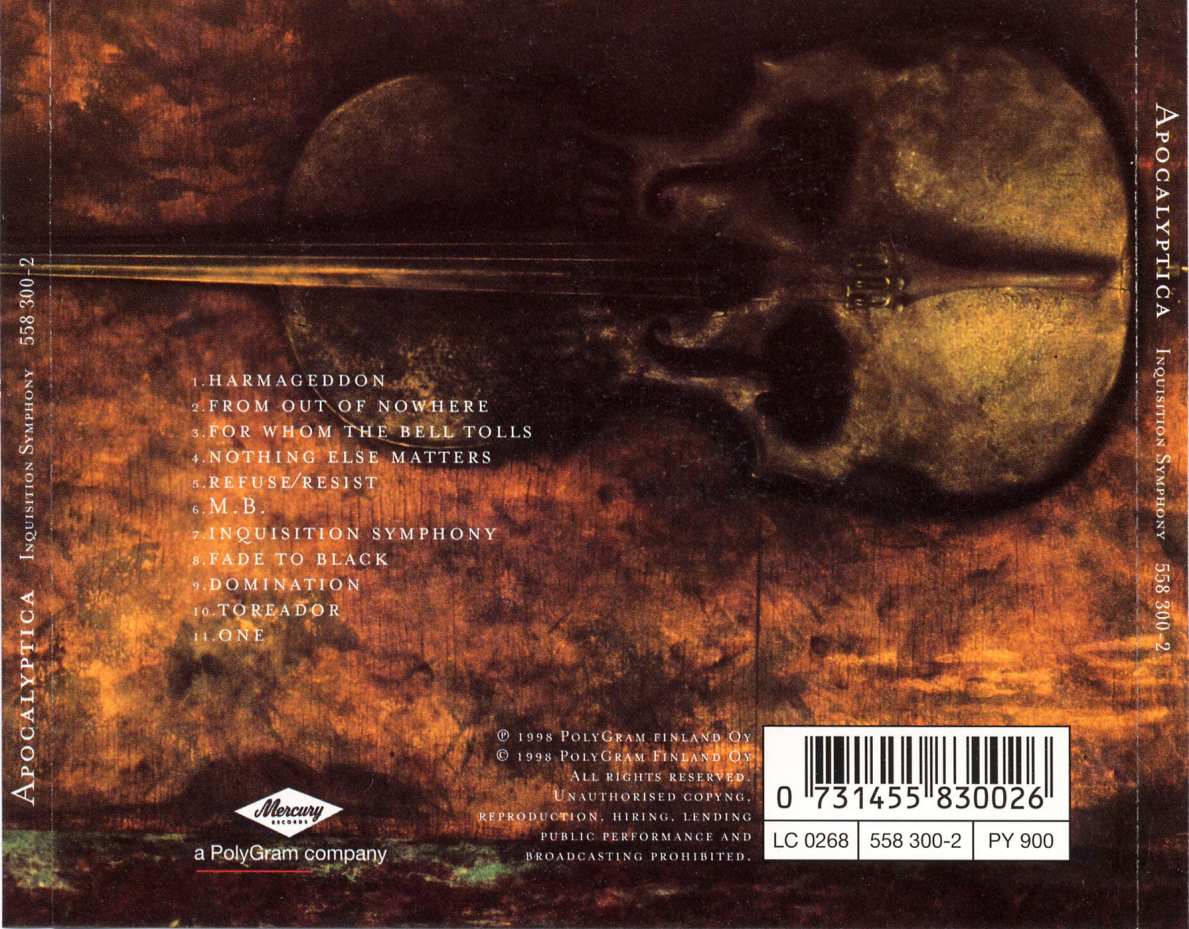 APOCALYPTICA INQUISITION SYMPHONY 558 300-2
1.HARMAGEDDON
2.FROM OUT OF NOWHERE
3.FOR WHOM THE BELL TOLLS
4.NOTHING ELSE MATTERS
5.REFUSE/RESIST
6.M.B.
7.INQUISITION SYMPHONY
8.FADE TO BLACK
9.DOMINATION
10.TOREADOR
11.ONE
Mercury
RECORDS
a PolyGram company
℗ 1998 POLYGRAM FINLAND OY
© 1998 POLYGRAM FINLAND OY
ALL RIGHTS RESERVED.
UNAUTHORISED COPYNG,
REPRODUCTION, HIRING, LENDING
PUBLIC PERFORMANCE AND
BROADCASTING PROHIBITED.
0 731455 830026
LC 0268 558 300-2 PY 900
APOCALYPTICA INQUISITION SYMPHONY 558 300-2